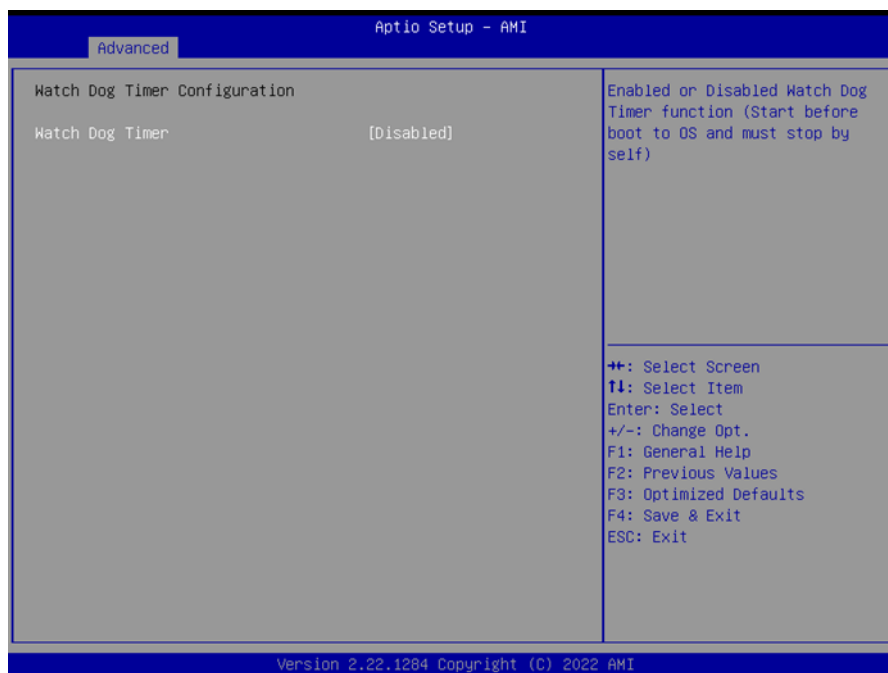 Aptio Setup - AMI
Advanced
Watch Dog Timer Configuration
Watch Dog Timer [Disabled]
Enabled or Disabled Watch Dog
Timer function (Start before
boot to OS and must stop by
self)
→←: Select Screen
↑↓: Select Item
Enter: Select
+/-: Change Opt.
F1: General Help
F2: Previous Values
F3: Optimized Defaults
F4: Save & Exit
ESC: Exit
Version 2.22.1284 Copyright (C) 2022 AMI